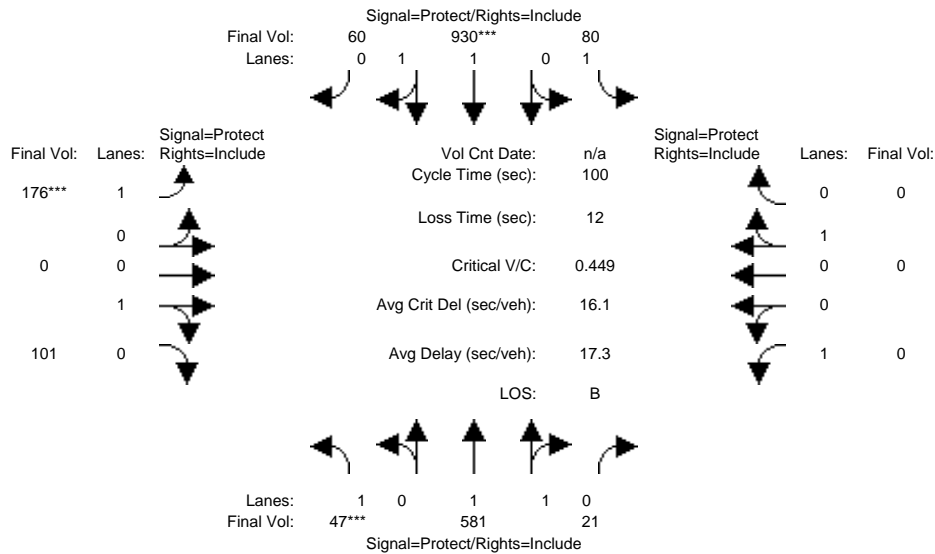 Signal=Protect/Rights=Include
Final Vol: 60 930*** 80
Lanes: 0 1 1 0 1
Signal=Protect Signal=Protect
Final Vol: Lanes: Rights=Include Vol Cnt Date: n/a Rights=Include Lanes: Final Vol:
Cycle Time (sec): 100
176*** 1 0 0
Loss Time (sec): 12
0 1
0 0 Critical V/C: 0.449 0 0
1 Avg Crit Del (sec/veh): 16.1 0
101 0 Avg Delay (sec/veh): 17.3 1 0
LOS: B
Lanes: 1 0 1 1 0
Final Vol: 47*** 581 21
Signal=Protect/Rights=Include